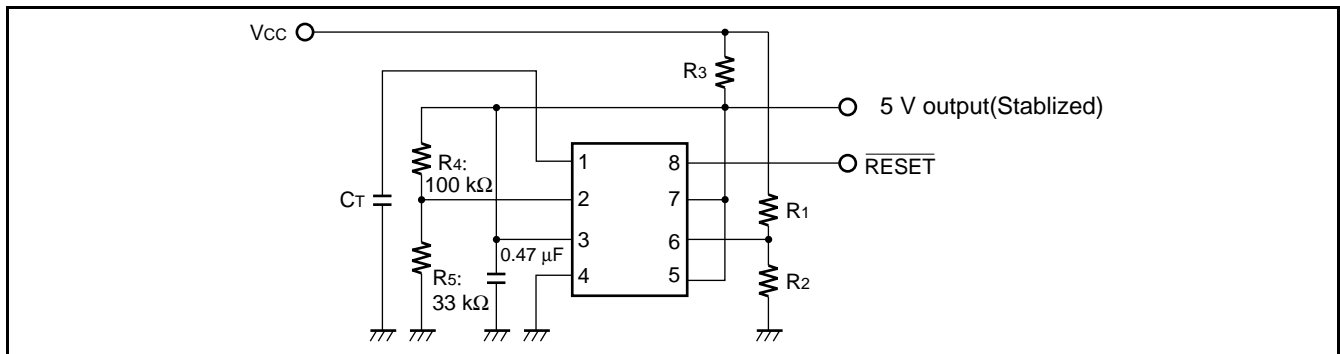 VCC
R3
5 V output(Stablized)
R4:
100 kΩ
1
8
RESET
CT
2
7
R1
3
6
0.47 µF
R5:
33 kΩ
4
5
R2